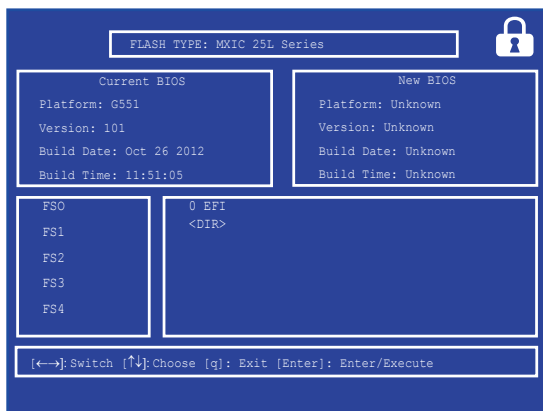 FLASH TYPE: MXIC 25L Series
Current BIOS
Platform: G551
Version: 101
Build Date: Oct 26 2012
Build Time: 11:51:05
New BIOS
Platform: Unknown
Version: Unknown
Build Date: Unknown
Build Time: Unknown
FSO
FS1
FS2
FS3
FS4
0 EFI
<DIR>
[←→]: Switch [↑↓]: Choose [q]: Exit [Enter]: Enter/Execute